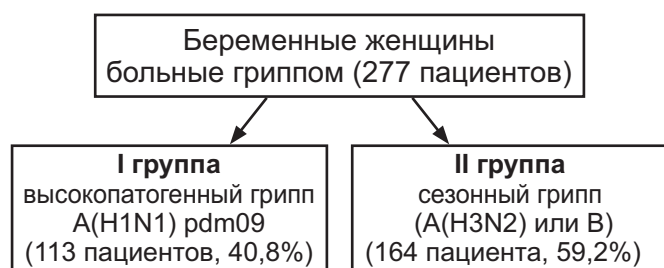 Беременные женщины
больные гриппом (277 пациентов)
I группа
высокопатогенный грипп
A(H1N1) pdm09
(113 пациентов, 40,8%)
II группа
сезонный грипп
(A(H3N2) или B)
(164 пациента, 59,2%)